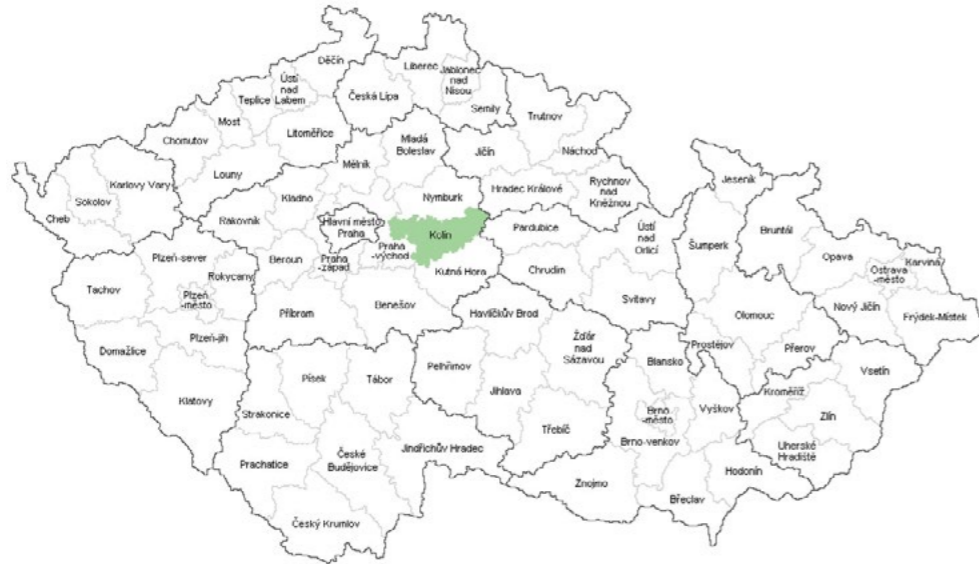 Děčín
Liberec
Jablonec
nad
Nisou
Ústí
nad
Labem
Teplice
Česká Lípa
Semily
Most
Trutnov
Chomutov
Litoměřice
Mladá
Boleslav
Jičín
Náchod
Louny
Mělník
Karlovy Vary
Sokolov
Cheb
Kladno
Nymburk
Hradec Králové
Rychnov
nad
Kněžnou
Jeseník
Rakovník
Hlavní město
Praha
Kolín
Pardubice
Ústí
nad
Orlicí
Šumperk
Bruntál
Plzeň-sever
Rokycany
Beroun
Praha
-západ
Praha
-východ
Kutná Hora
Chrudim
Opava
Karviná
Ostrava
-město
Tachov
Plzeň
-město
Příbram
Benešov
Havlíčkův Brod
Svitavy
Olomouc
Nový Jičín
Frýdek-Místek
Domažlice
Plzeň-jih
Žďár
nad
Sázavou
Prostějov
Přerov
Vsetín
Klatovy
Písek
Tábor
Pelhřimov
Jihlava
Blansko
Kroměříž
Strakonice
Vyškov
Zlín
Brno
-město
Třebíč
Brno-venkov
Uherské
Hradiště
Prachatice
České
Budějovice
Jindřichův Hradec
Znojmo
Hodonín
Břeclav
Český Krumlov